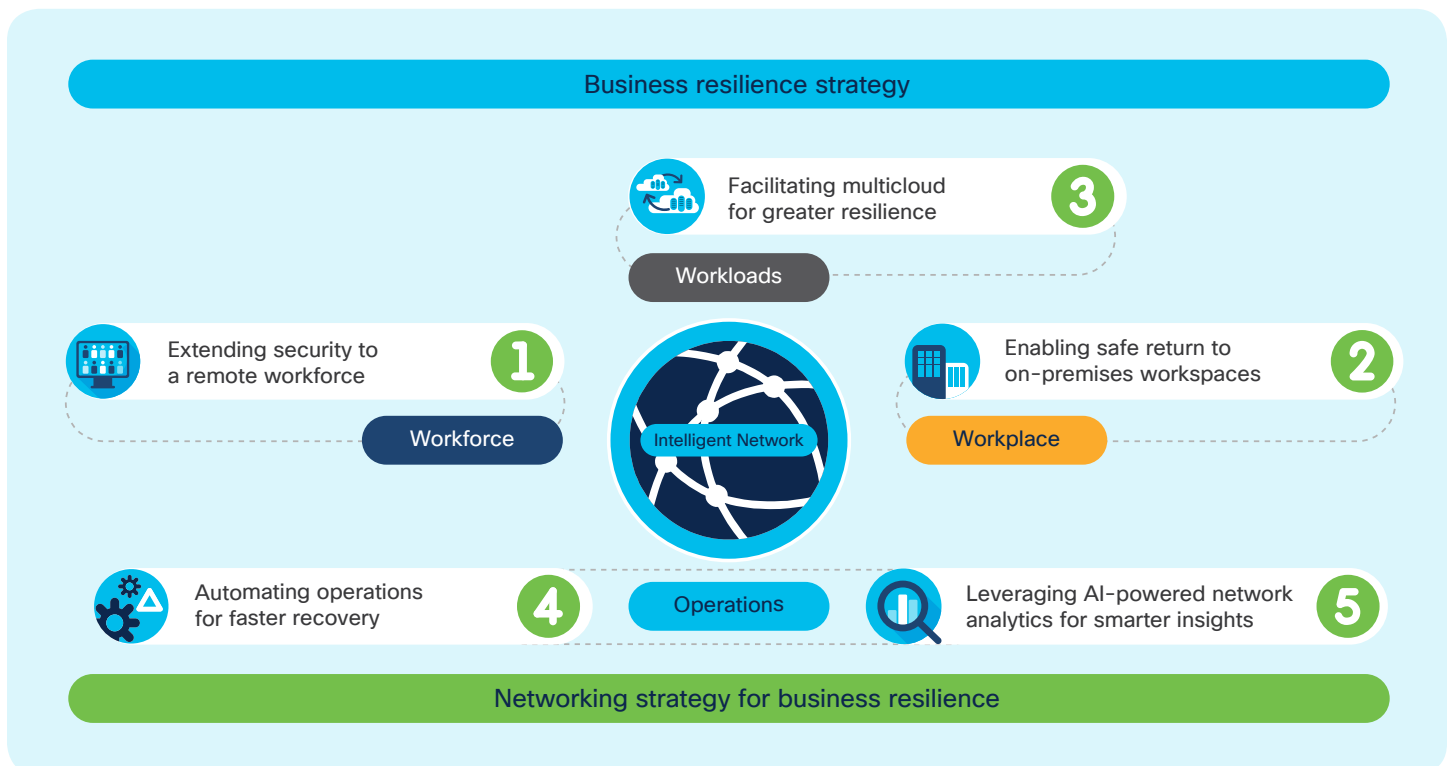 Business resilience strategy
Facilitating multicloud
for greater resilience
3
Workloads
Extending security to
a remote workforce
1
Workforce
Intelligent Network
Enabling safe return to
on-premises workspaces
2
Workplace
Automating operations
for faster recovery
4
Operations
Leveraging AI-powered network
analytics for smarter insights
5
Networking strategy for business resilience